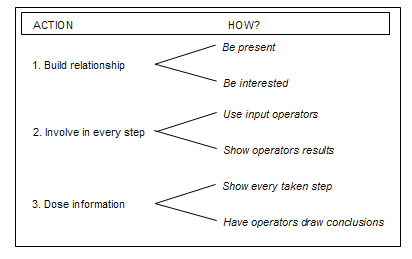 ACTION HOW?
Be present
1. Build relationship
Be interested
Use input operators
2. Involve in every step
Show operators results
Show every taken step
3. Dose information
Have operators draw conclusions